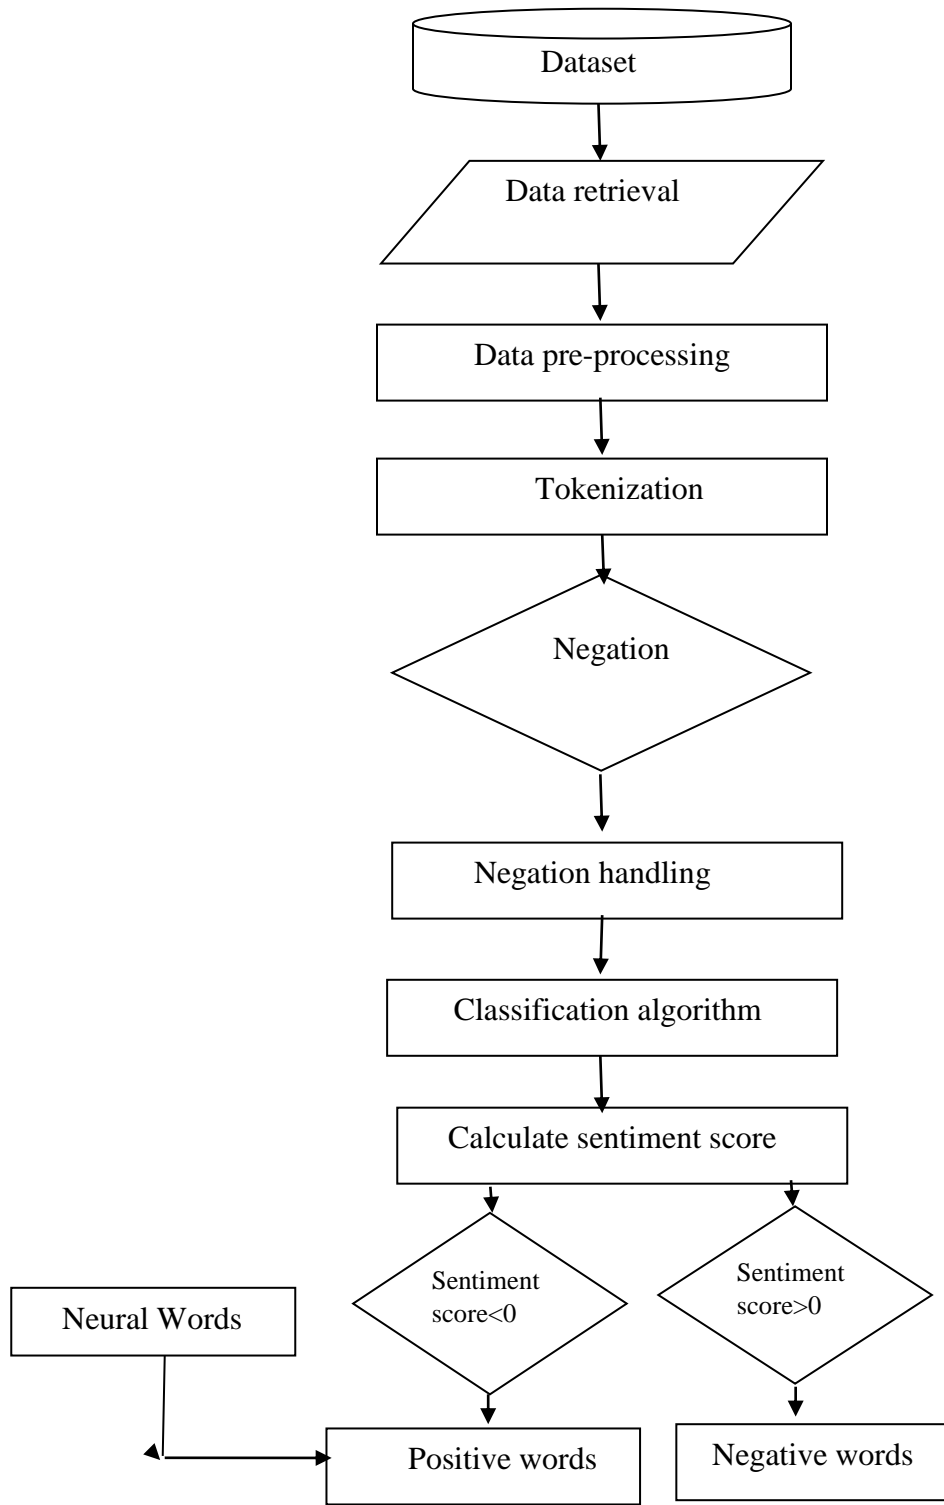 Dataset
Data retrieval
Data pre-processing
Tokenization
Negation
Negation handling
Classification algorithm
Calculate sentiment score
Sentiment
score<0
Sentiment
score>0
Neural Words
Positive words
Negative words